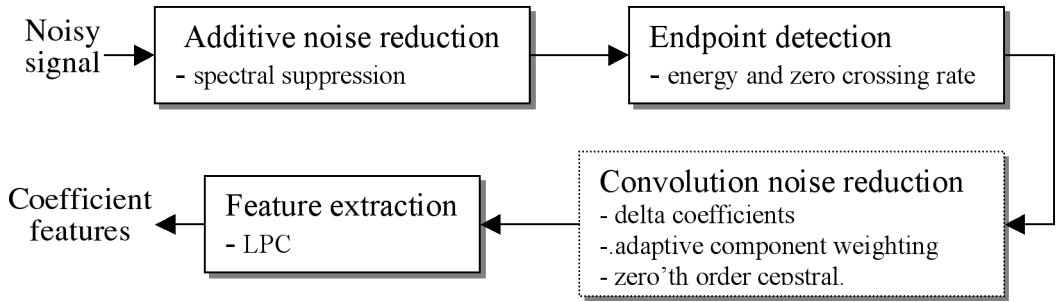 Noisy
signal
Additive noise reduction
- spectral suppression
Endpoint detection
- energy and zero crossing rate
Convolution noise reduction
- delta coefficients
-.adaptive component weighting
- zero'th order cepstral.
Feature extraction
- LPC
Coefficient
features